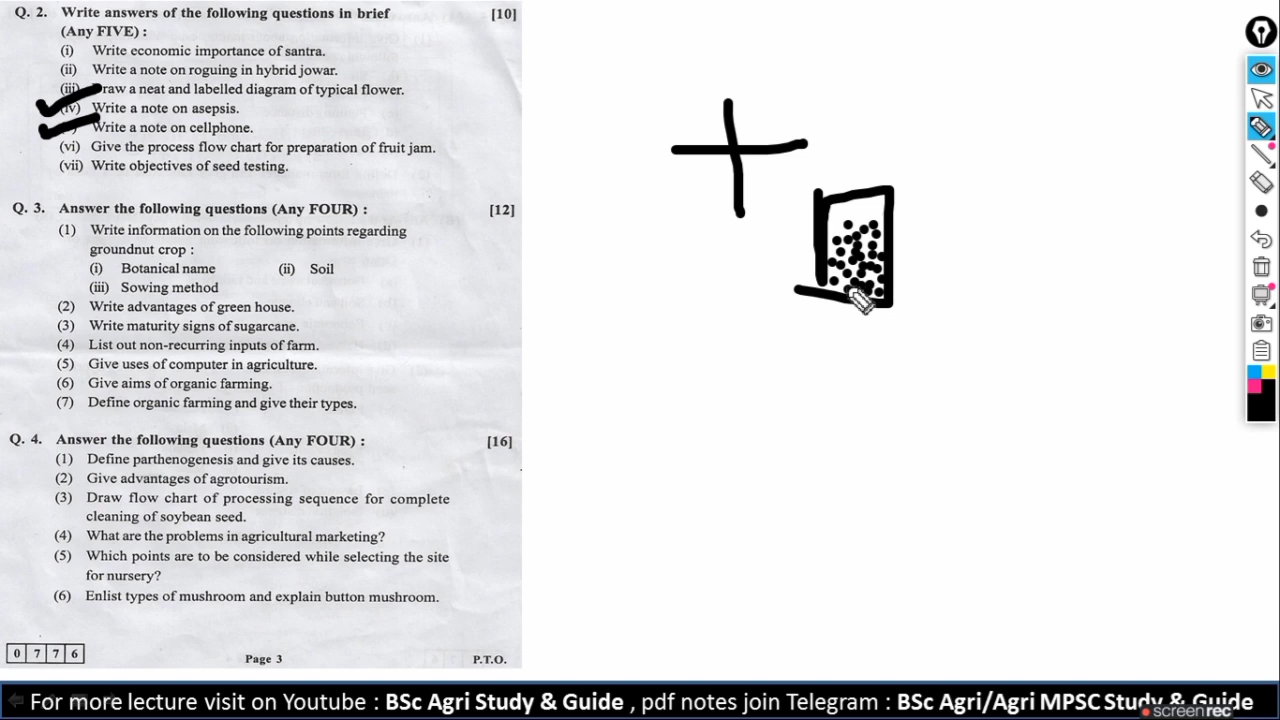 Q. 2. Write answers of the following questions in brief [10]
(Any FIVE) :
(i) Write economic importance of santra.
(ii) Write a note on roguing in hybrid jowar.
(iii) raw a neat and labelled diagram of typical flower.
(iv) Write a note on asepsis.
Write a note on cellphone.
(vi) Give the process flow chart for preparation of fruit jam.
(vii) Write objectives of seed testing.
Q. 3. Answer the following questions (Any FOUR) : [12]
(1) Write information on the following points regarding
groundnut crop :
(i) Botanical name (ii) Soil
(iii) Sowing method
(2) Write advantages of green house.
(3) Write maturity signs of sugarcane.
(4) List out non-recurring inputs of farm.
(5) Give uses of computer in agriculture.
(6) Give aims of organic farming.
(7) Define organic farming and give their types.
Q. 4. Answer the following questions (Any FOUR) : [16]
(1) Define parthenogenesis and give its causes.
(2) Give advantages of agrotourism.
(3) Draw flow chart of processing sequence for complete
cleaning of soybean seed.
(4) What are the problems in agricultural marketing?
(5) Which points are to be considered while selecting the site
for nursery?
(6) Enlist types of mushroom and explain button mushroom.
0 7 7 6 Page 3 P.T.O.
For more lecture visit on Youtube : BSc Agri Study & Guide , pdf notes join Telegram : BSc Agri/Agri MPSC Study & Guide
screenrec